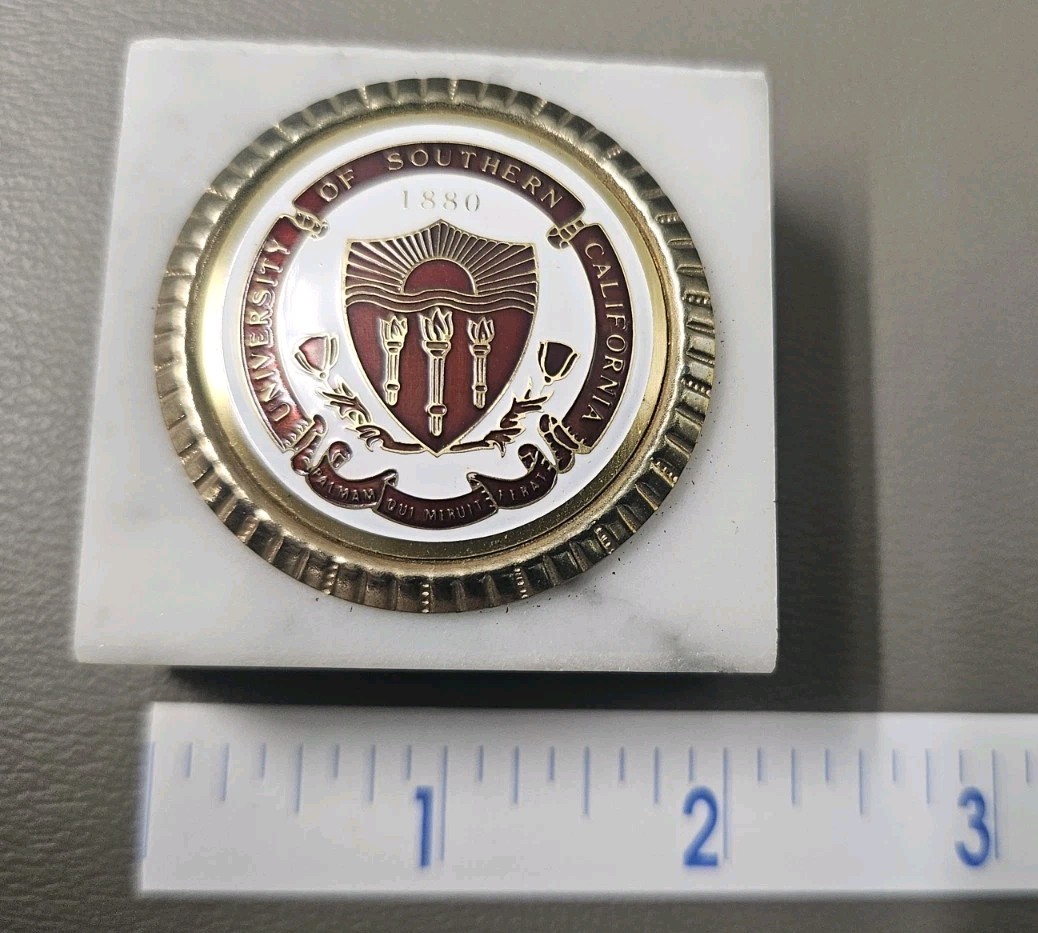 UNIVERSITY OF SOUTHERN CALIFORNIA
1880
PALMAM QUI MERUIT FERAT
1 2 3